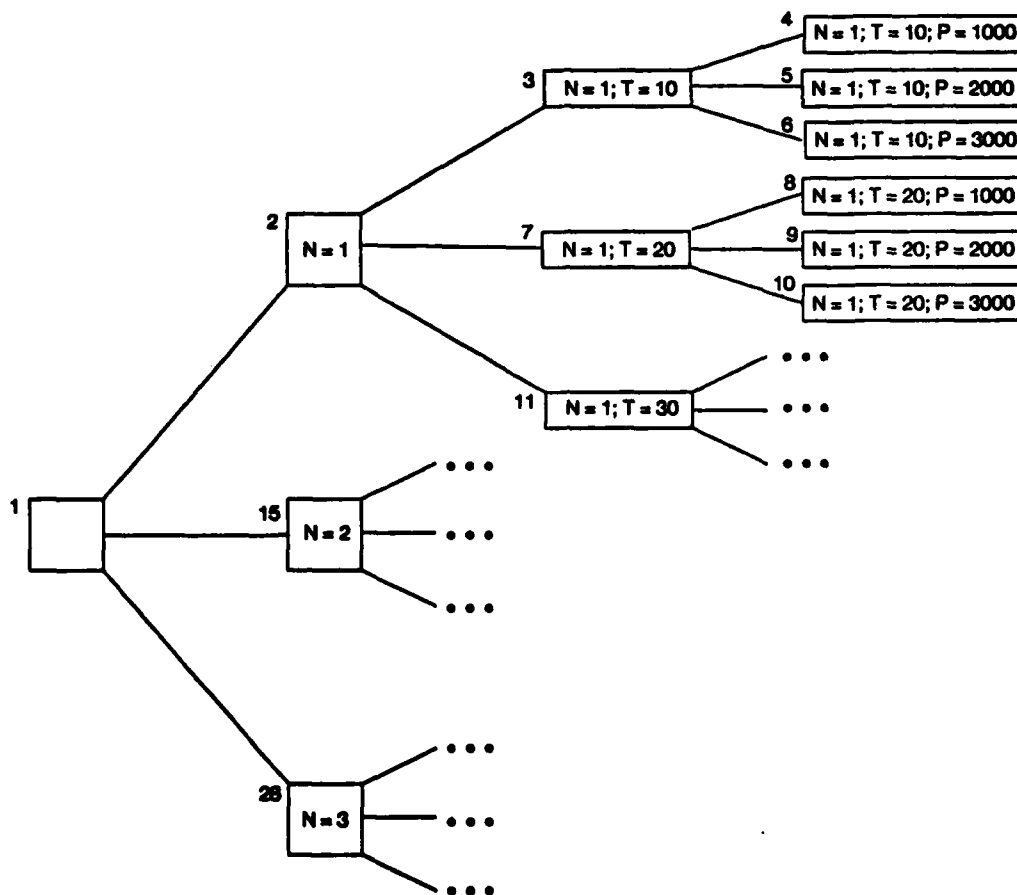 4
N = 1; T = 10; P = 1000
3
N = 1; T = 10
5
N = 1; T = 10; P = 2000
6
N = 1; T = 10; P = 3000
2
N = 1
7
N = 1; T = 20
8
N = 1; T = 20; P = 1000
9
N = 1; T = 20; P = 2000
10
N = 1; T = 20; P = 3000
•••
11
N = 1; T = 30
•••
•••
1
15
N = 2
•••
•••
•••
28
N = 3
•••
•••
•••